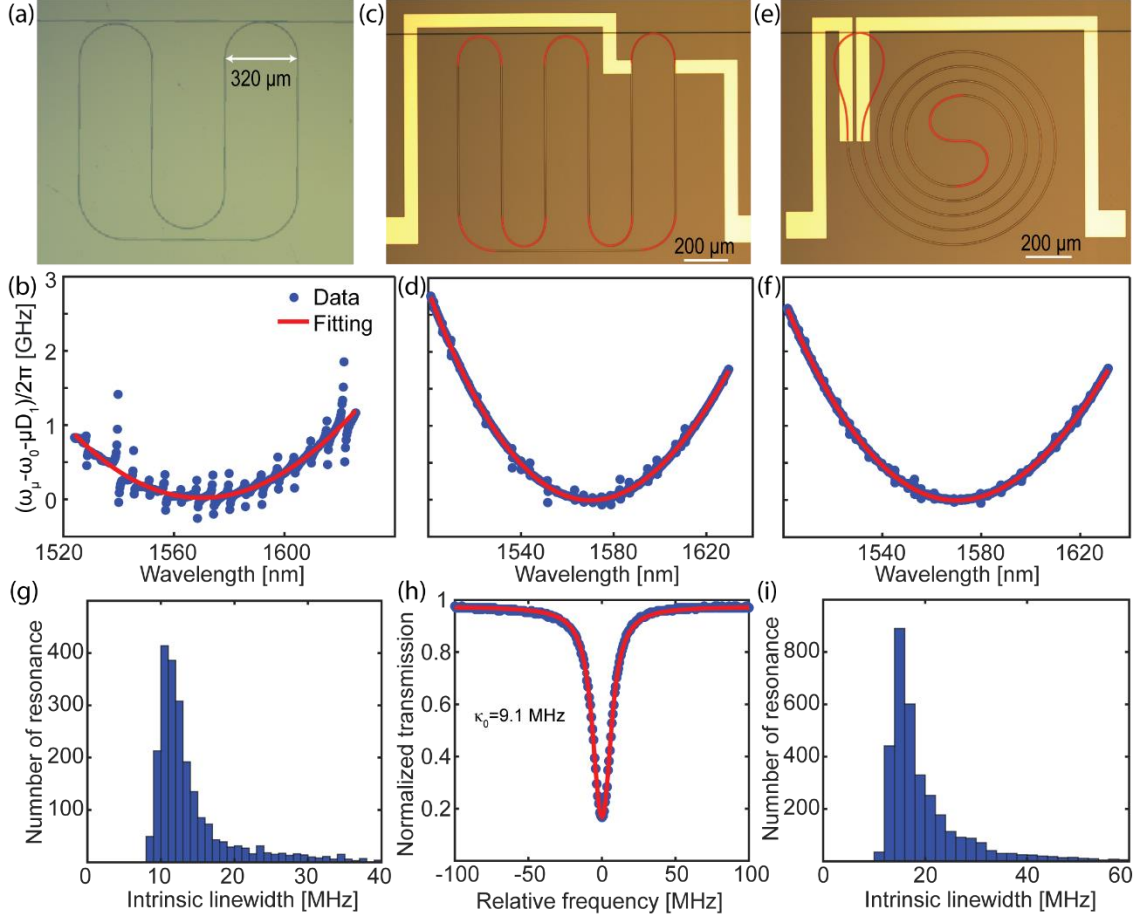 (a)
320 µm
(c)
200 µm
(e)
200 µm
(b)
(ωμ-ω0-μD1)/2π [GHz]
3
2
1
0
Data
Fitting
1520 1560 1600
Wavelength [nm]
(d)
1540 1580 1620
Wavelength [nm]
(f)
1540 1580 1620
Wavelength [nm]
(g)
Numnber of resonance
400
300
200
100
0 10 20 30 40
Intrinsic linewidth [MHz]
(h)
Normalized transmission
1
0.8
0.6
0.4
0.2
κ0=9.1 MHz
-100 -50 0 50 100
Relative frequency [MHz]
(i)
Numnber of resonance
800
600
400
200
0 20 40 60
Intrinsic linewidth [MHz]